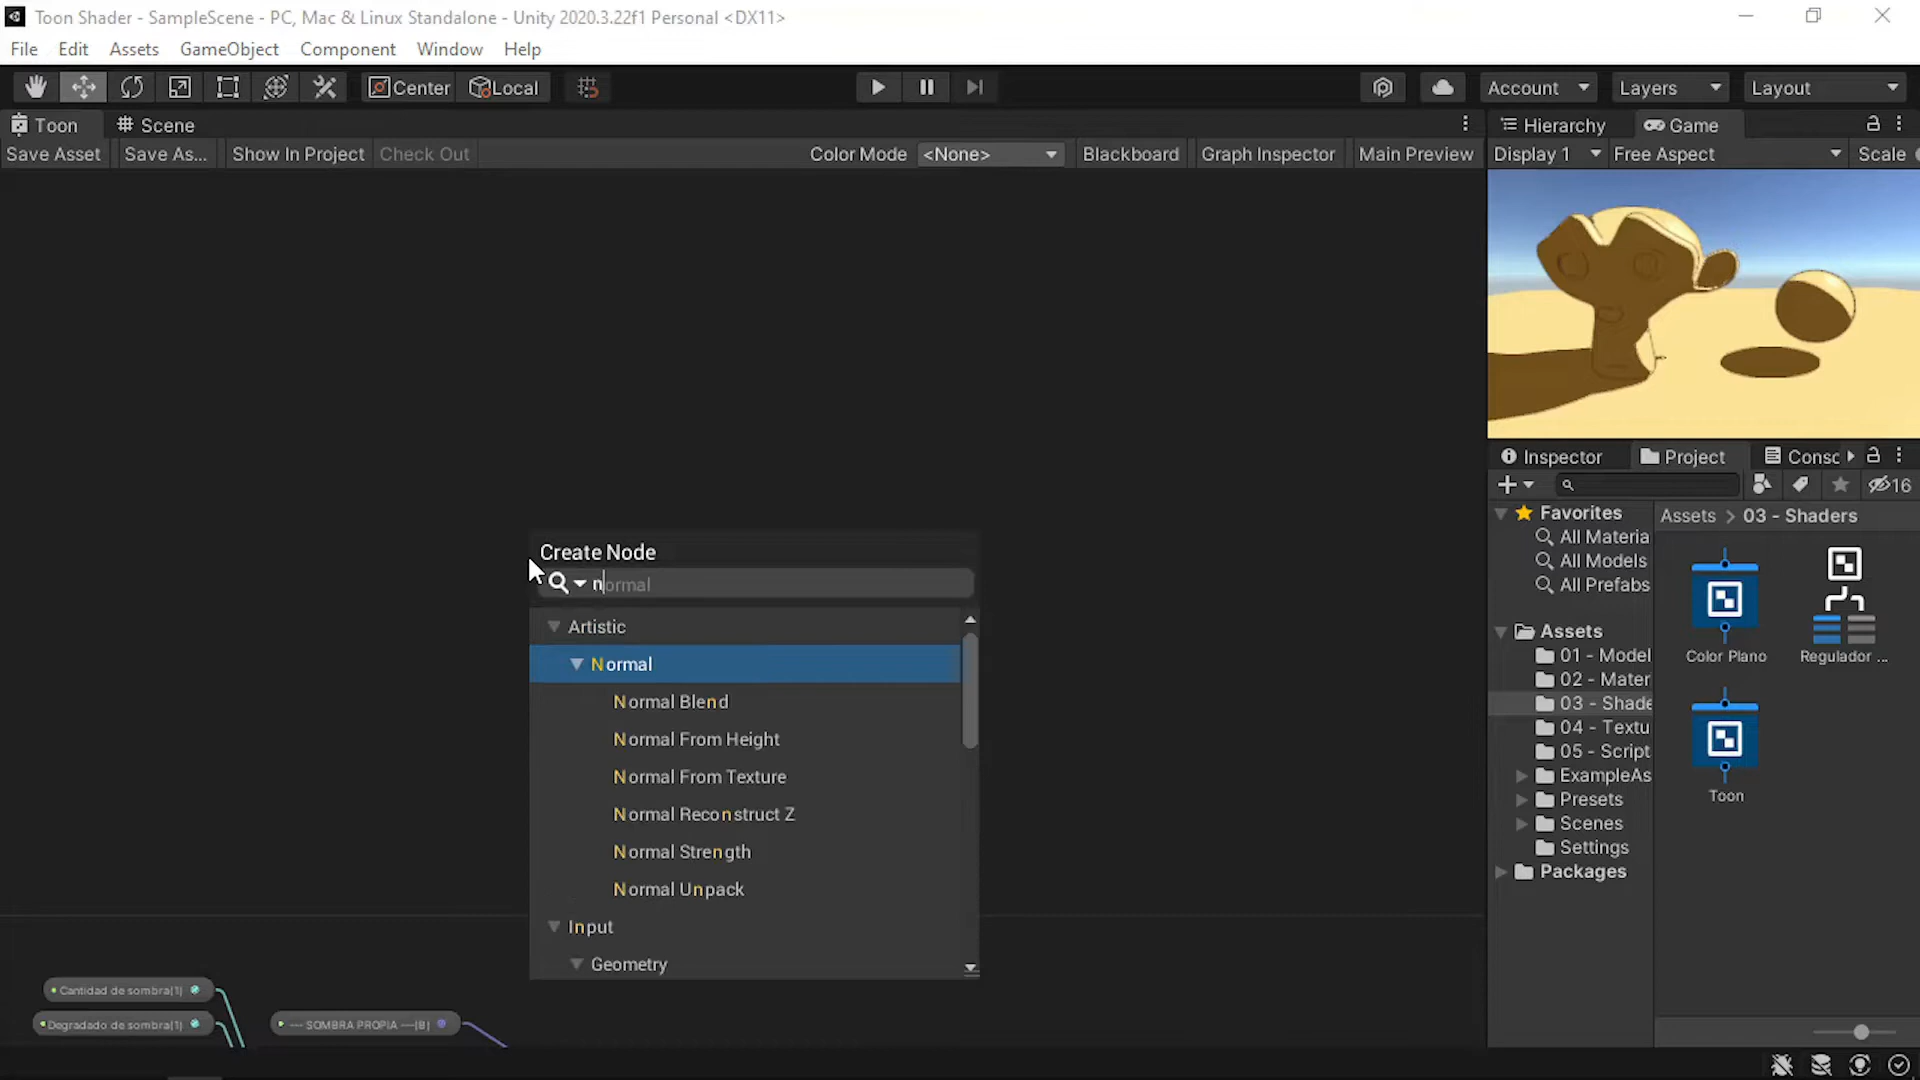 Toon Shader - SampleScene - PC, Mac & Linux Standalone - Unity 2020.3.22f1 Personal <DX11>
File Edit Assets GameObject Component Window Help
Center Local Account Layers Layout
Toon Scene
Hierarchy Game
Save Asset Save As... Show In Project Check Out Color Mode <None> Blackboard Graph Inspector Main Preview
Display 1 Free Aspect Scale
Create Node
normal
Artistic
Normal
Normal Blend
Normal From Height
Normal From Texture
Normal Reconstruct Z
Normal Strength
Normal Unpack
Input
Geometry
Cantidad de sombra(1)
Degradado de sombra(1)
--- SOMBRA PROPIA ---(B)
Inspector Project Consc
16
Favorites
All Materia
All Models
All Prefabs
Assets
01 - Model
02 - Mater
03 - Shade
04 - Textu
05 - Script
ExampleAs
Presets
Scenes
Settings
Packages
Assets > 03 - Shaders
Color Plano
Regulador ...
Toon